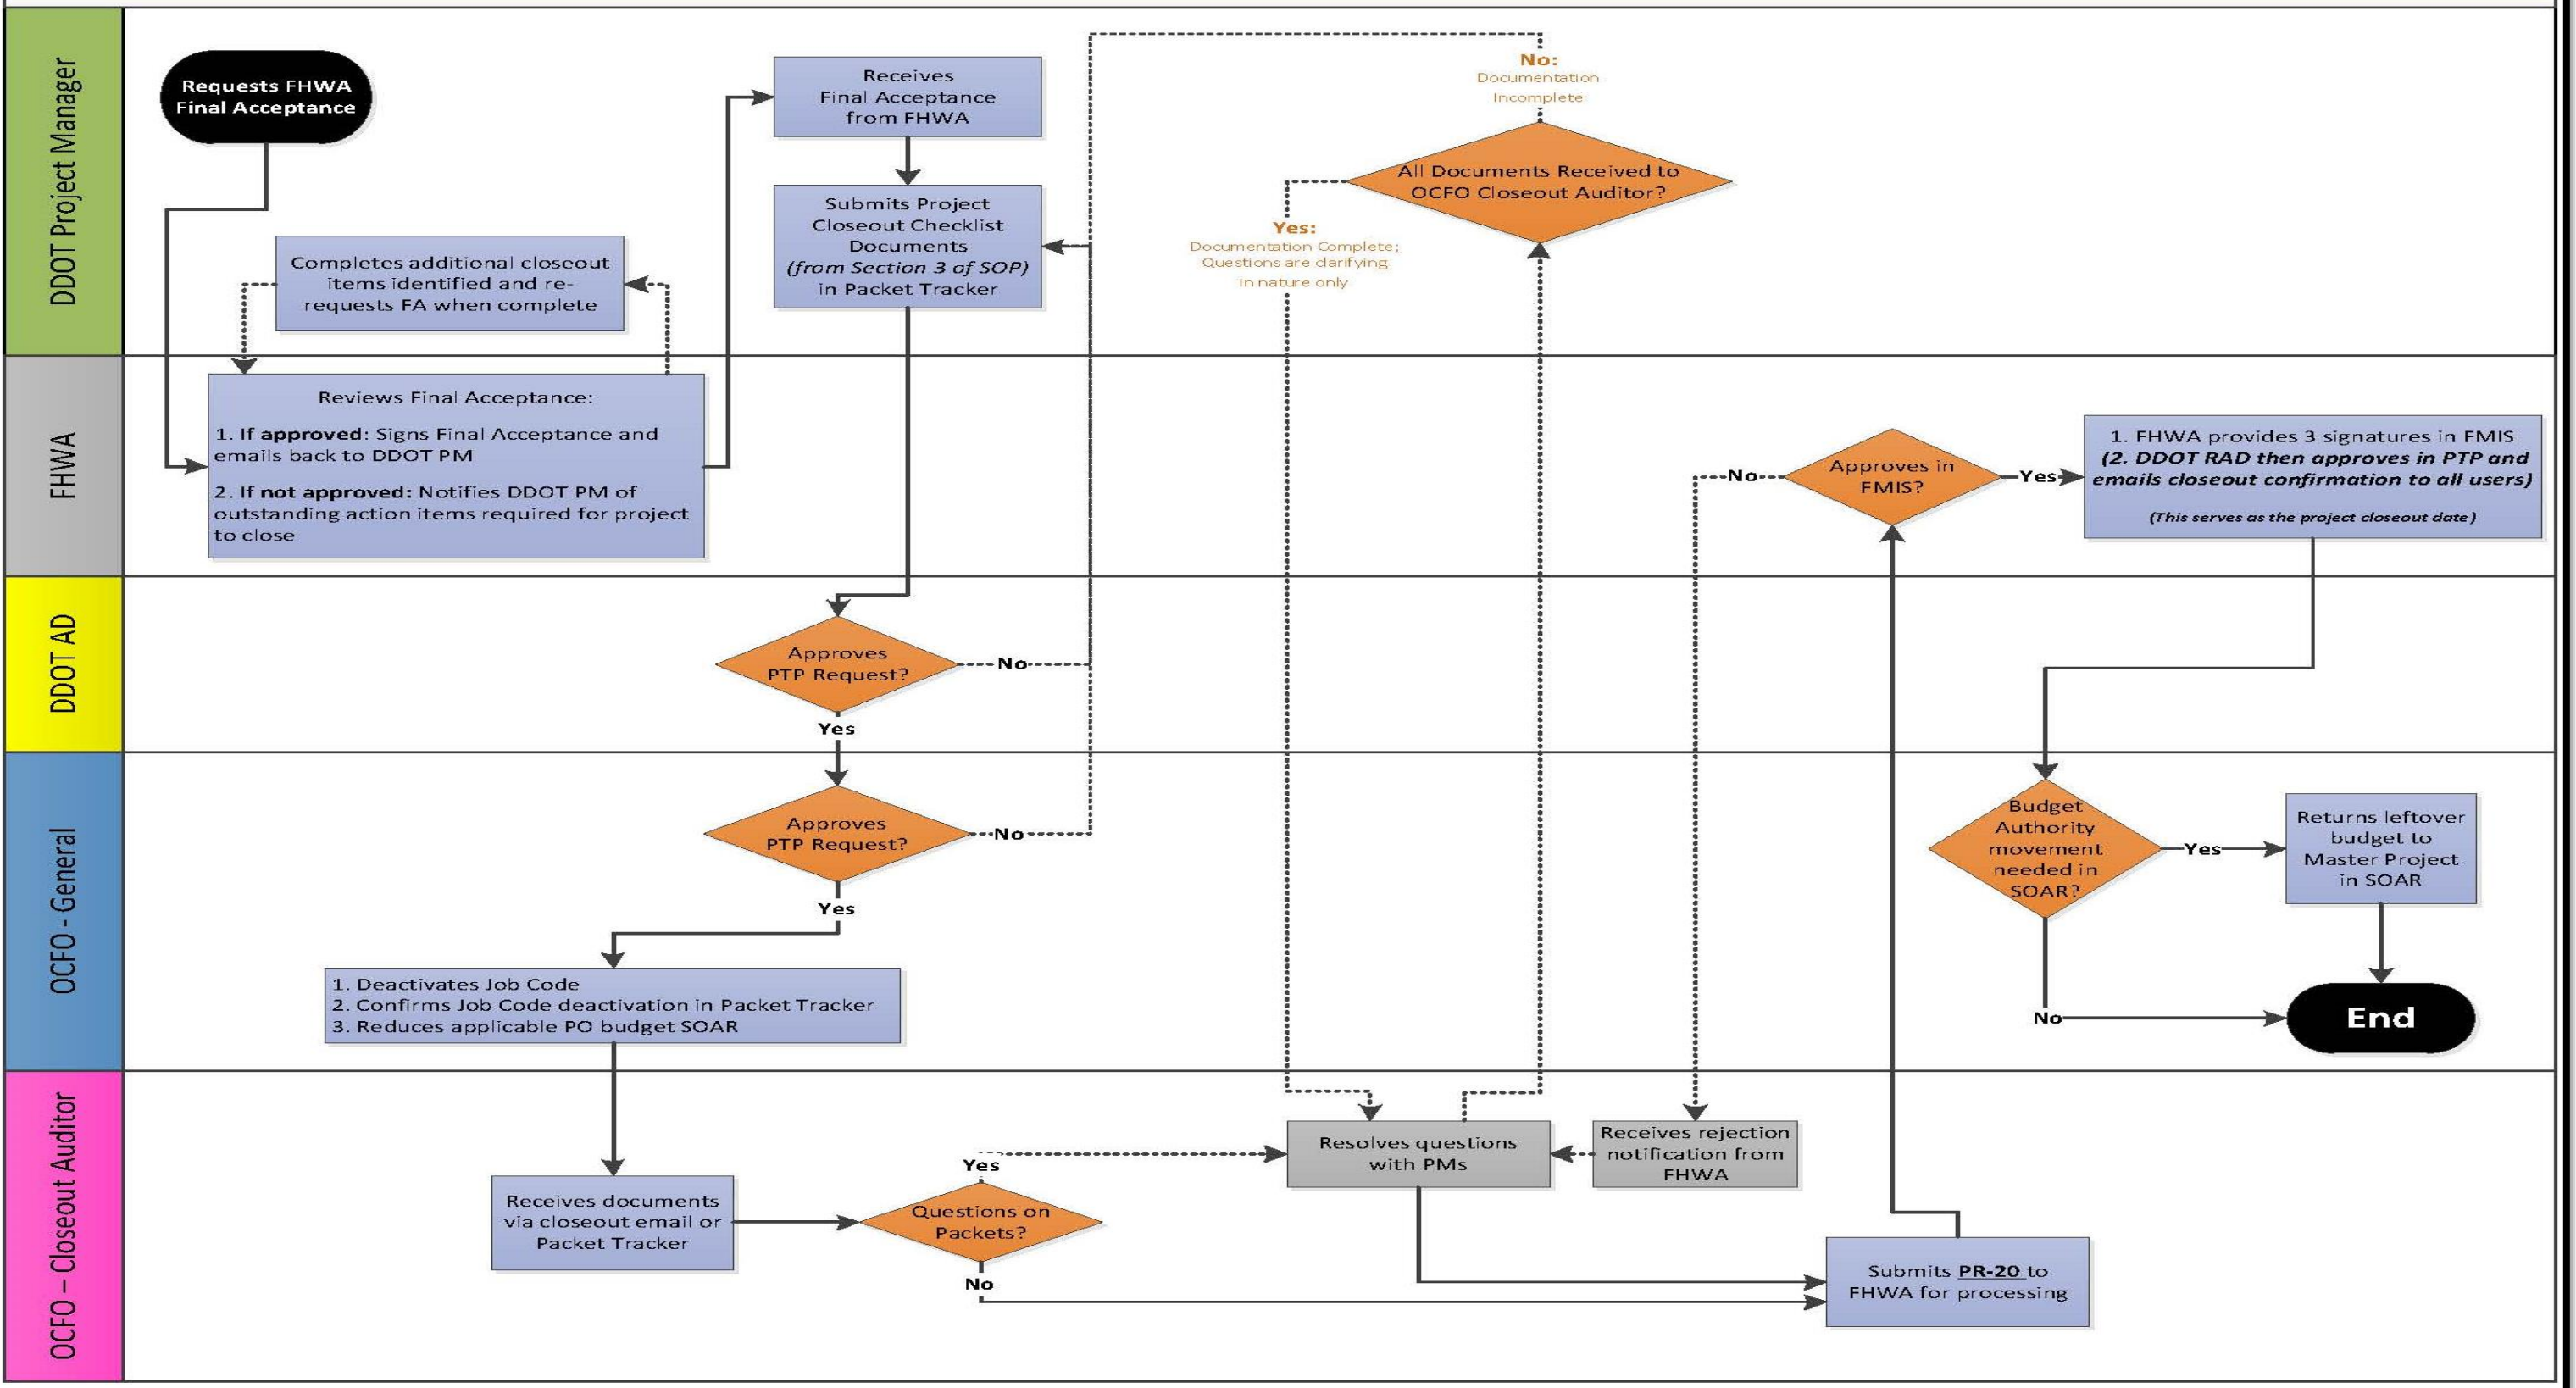 DDOT Project Manager
Requests FHWA
Final Acceptance
Completes additional closeout
items identified and re-
requests FA when complete
Receives
Final Acceptance
from FHWA
Submits Project
Closeout Checklist
Documents
(from Section 3 of SOP)
in Packet Tracker
No:
Documentation
Incomplete
All Documents Received to
OCFO Closeout Auditor?
Yes:
Documentation Complete;
Questions are clarifying
in nature only
FHWA
Reviews Final Acceptance:
1. If approved: Signs Final Acceptance and
emails back to DDOT PM
2. If not approved: Notifies DDOT PM of
outstanding action items required for project
to close
No
Approves in
FMIS?
Yes
1. FHWA provides 3 signatures in FMIS
(2. DDOT RAD then approves in PTP and
emails closeout confirmation to all users)
(This serves as the project closeout date)
DDOT AD
Approves
PTP Request?
No
Yes
OCFO - General
Approves
PTP Request?
No
Yes
1. Deactivates Job Code
2. Confirms Job Code deactivation in Packet Tracker
3. Reduces applicable PO budget SOAR
Budget
Authority
movement
needed in
SOAR?
Yes
Returns leftover
budget to
Master Project
in SOAR
No
End
OCFO – Closeout Auditor
Receives documents
via closeout email or
Packet Tracker
Yes
Questions on
Packets?
No
Resolves questions
with PMs
Receives rejection
notification from
FHWA
Submits PR-20 to
FHWA for processing